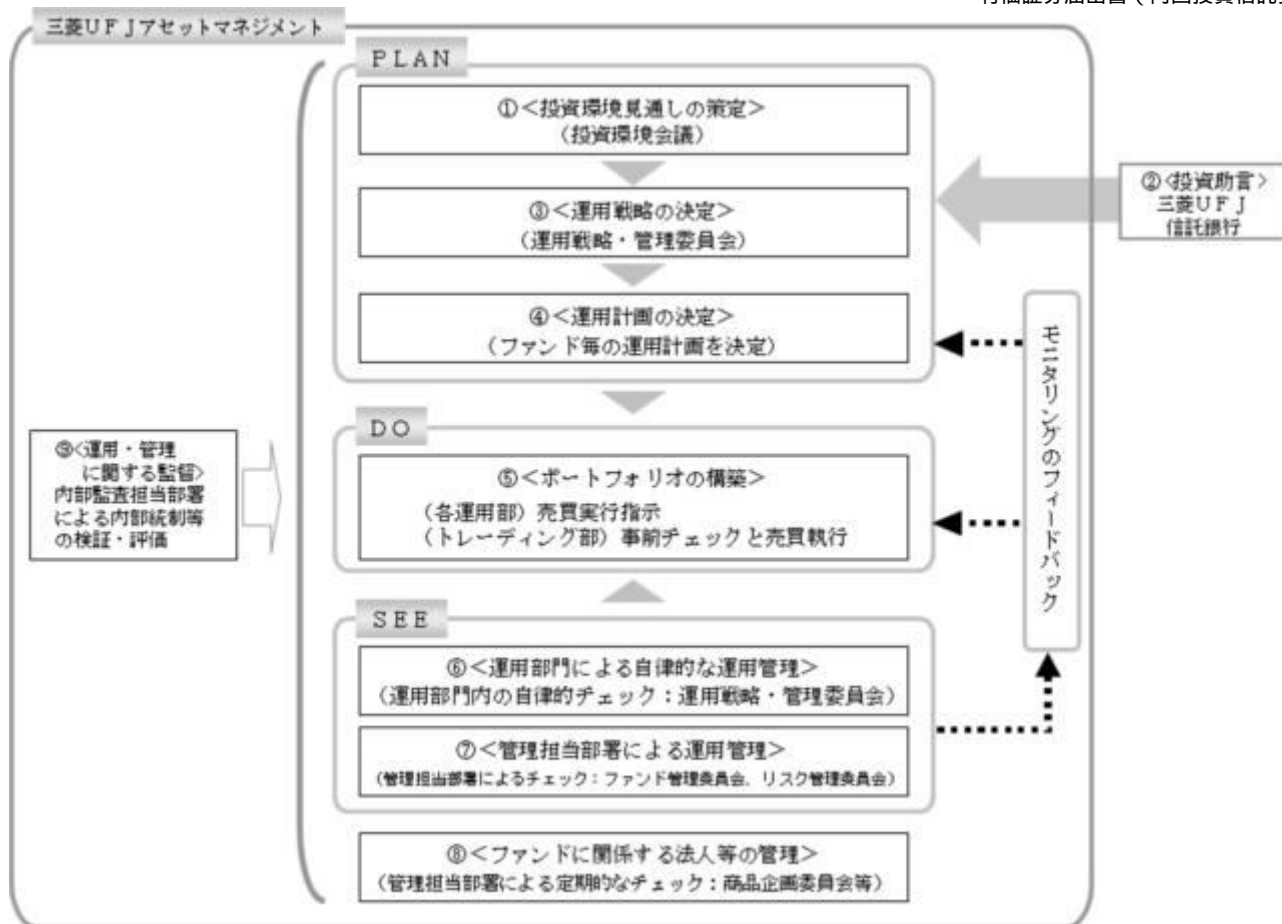 三菱UFJアセットマネジメント
PLAN
①<投資環境見通しの策定>
(投資環境会議)
②<投資助言>
三菱UFJ
信託銀行
③<運用戦略の決定>
(運用戦略・管理委員会)
④<運用計画の決定>
(ファンド毎の運用計画を決定)
モニタリングのフィードバック
DO
⑤<ポートフォリオの構築>
(各運用部)売買実行指示
(トレーディング部)事前チェックと売買執行
⑨<運用・管理
に関する監督>
内部監査担当部署
による内部統制等
の検証・評価
SEE
⑥<運用部門による自律的な運用管理>
(運用部門内の自律的チェック:運用戦略・管理委員会)
⑦<管理担当部署による運用管理>
(管理担当部署によるチェック:ファンド管理委員会、リスク管理委員会)
⑧<ファンドに関係する法人等の管理>
(管理担当部署による定期的なチェック:商品企画委員会等)